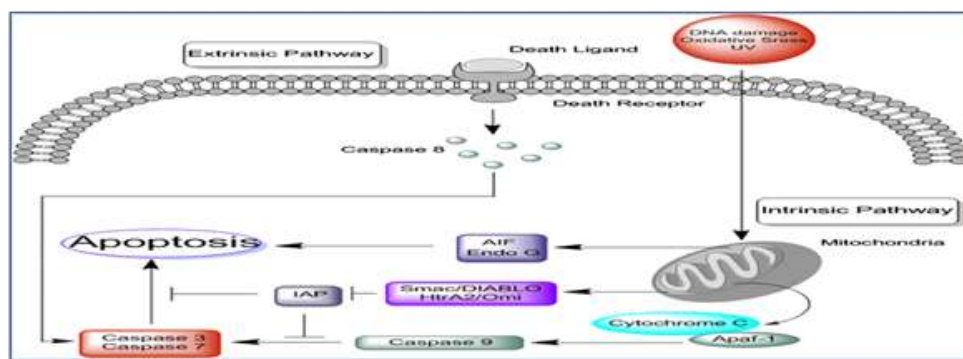 DNA damage
Oxidative Sress
UV
Extrinsic Pathway
Death Ligand
Death Receptor
Caspase 8
Intrinsic Pathway
Apoptosis
AIF
Endo G
Mitochondria
Smac/DIABLO
HtrA2/Omi
IAP
Cytochrome C
Apaf-1
Caspase 9
Caspase 3
Caspase 7